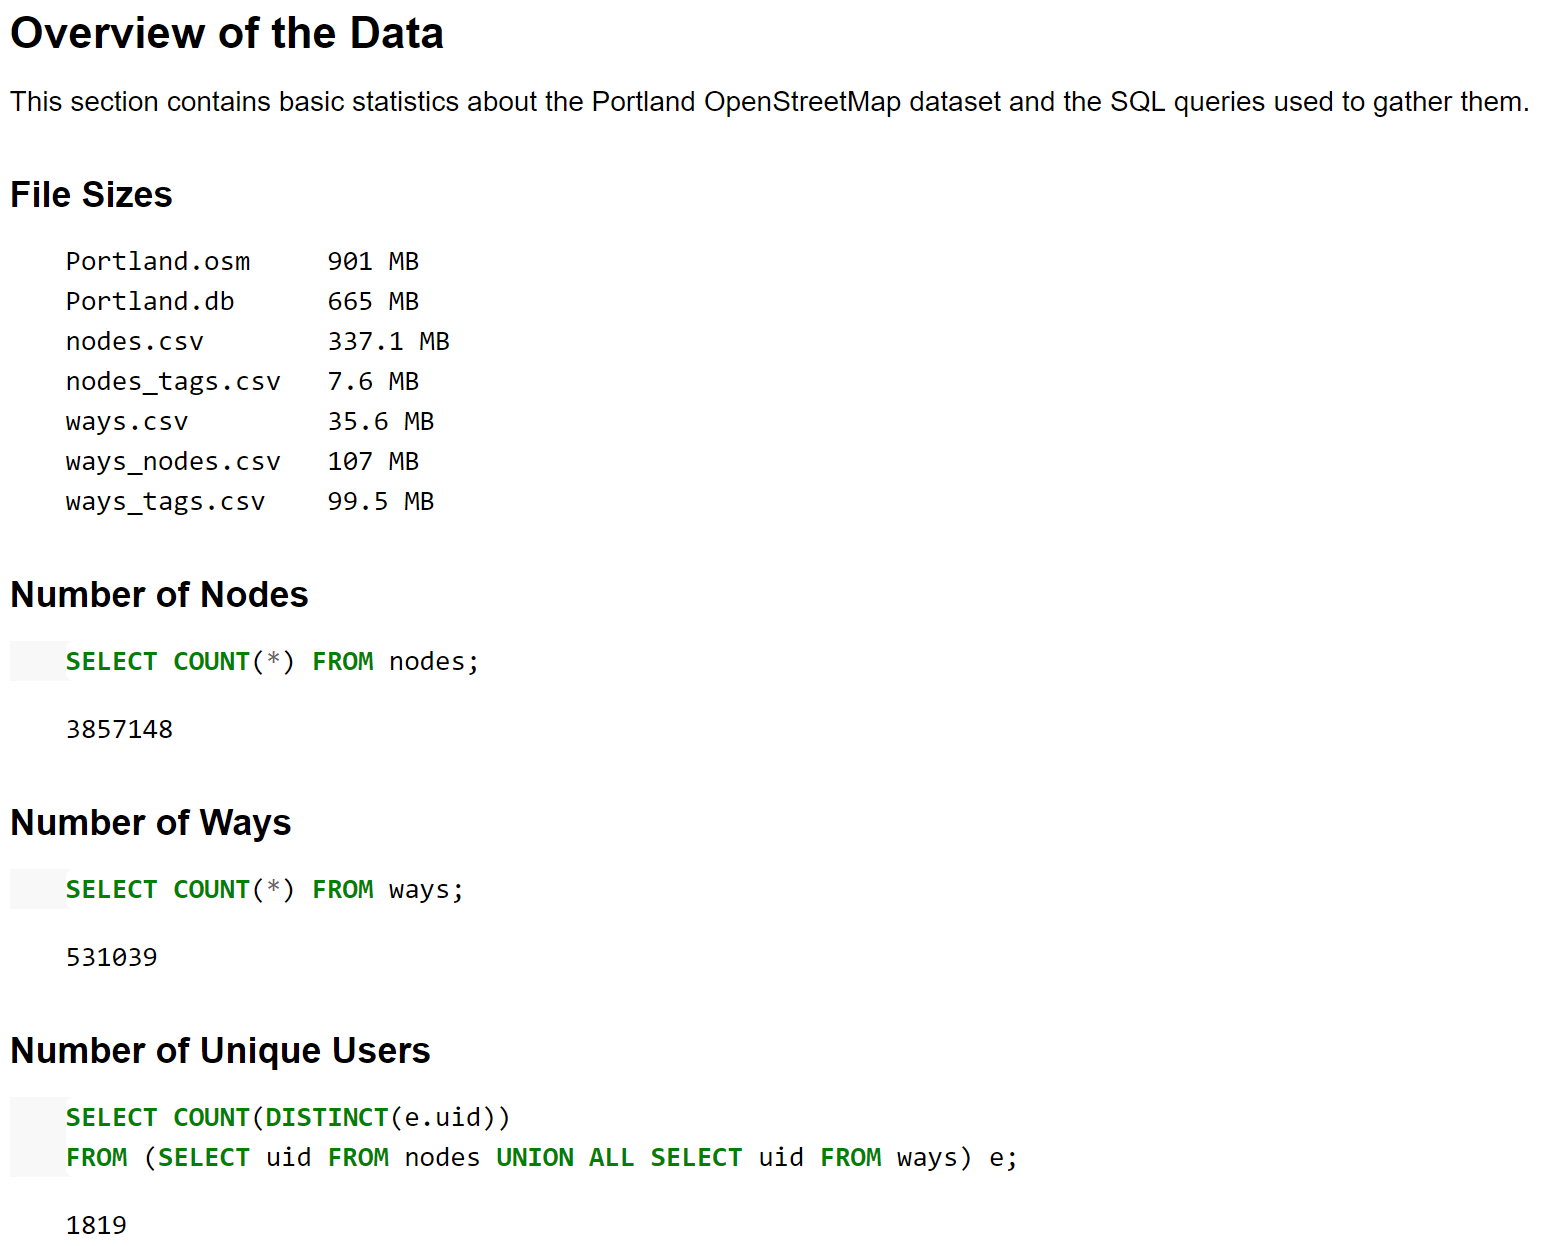 Overview of the Data
This section contains basic statistics about the Portland OpenStreetMap dataset and the SQL queries used to gather them.
File Sizes
Portland.osm 901 MB
Portland.db 665 MB
nodes.csv 337.1 MB
nodes_tags.csv 7.6 MB
ways.csv 35.6 MB
ways_nodes.csv 107 MB
ways_tags.csv 99.5 MB
Number of Nodes
SELECT COUNT(*) FROM nodes;
3857148
Number of Ways
SELECT COUNT(*) FROM ways;
531039
Number of Unique Users
SELECT COUNT(DISTINCT(e.uid))
FROM (SELECT uid FROM nodes UNION ALL SELECT uid FROM ways) e;
1819